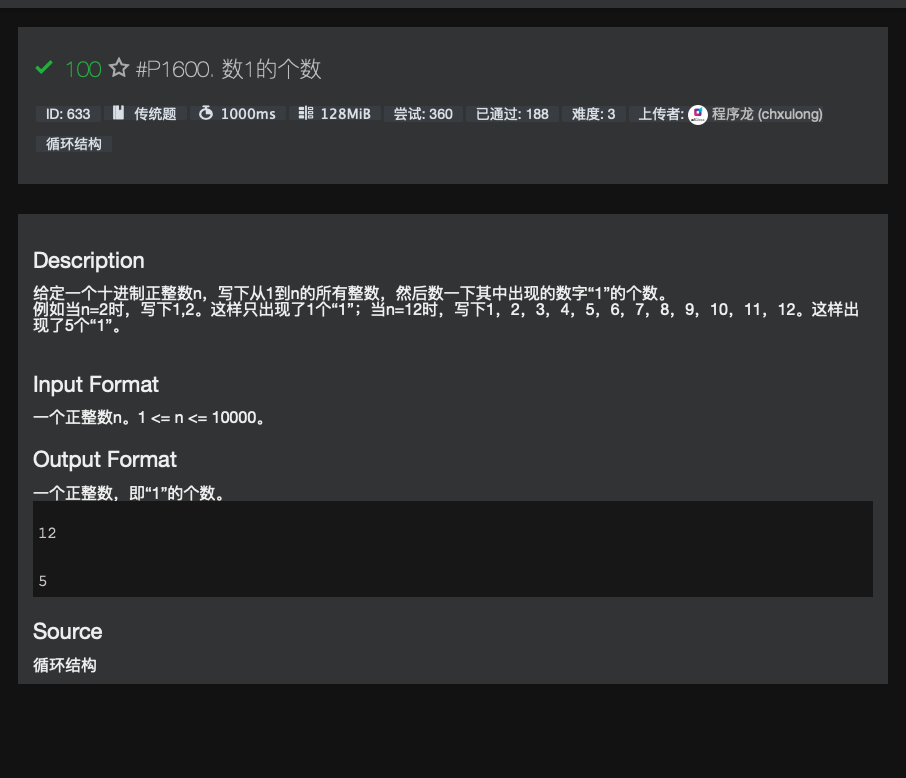 100 #P1600. 数1的个数
ID: 633 传统题 1000ms 128MiB 尝试: 360 已通过: 188 难度: 3 上传者: 程序龙 (chxulong)
循环结构
Description
给定一个十进制正整数n，写下从1到n的所有整数，然后数一下其中出现的数字“1”的个数。
例如当n=2时，写下1,2。这样只出现了1个“1”；当n=12时，写下1，2，3，4，5，6，7，8，9，10，11，12。这样出
现了5个“1”。
Input Format
一个正整数n。1 <= n <= 10000。
Output Format
一个正整数，即“1”的个数。
12
5
Source
循环结构